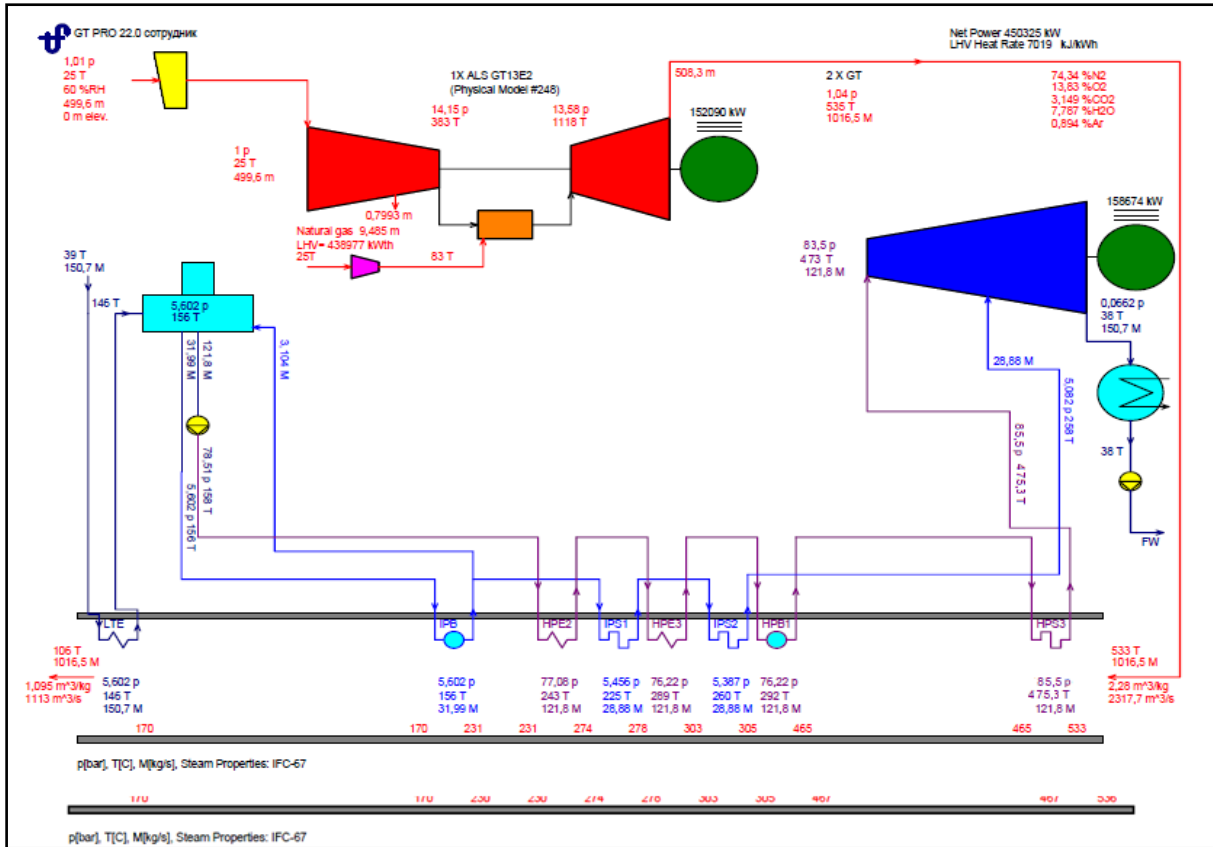 GT PRO 22.0 сотрудник
Net Power 450325 kW
LHV Heat Rate 7019 kJ/kWh
1,01 p
25 T
60 %RH
499,6 m
0 m elev.
1X ALS GT13E2
(Physical Model #248)
508,3 m
2 X GT
1,04 p
535 T
1016,5 M
74,34 %N2
13,83 %O2
3,149 %CO2
7,787 %H2O
0,894 %Ar
14,15 p
383 T
13,58 p
1118 T
152090 kW
1 p
25 T
499,6 m
0,7993 m
Natural gas 9,485 m
LHV= 438977 kWth
25T
83 T
158674 kW
83,5 p
473 T
121,8 M
39 T
150,7 M
146 T
5,602 p
156 T
0,0662 p
38 T
150,7 M
31,99 M
121,8 M
3,104 M
28,88 M
5,082 p 258 T
85,5 p 475,3 T
38 T
78,51 p 158 T
5,602 p 156 T
FW
LTE
IPB
HPE2
IPS1
HPE3
IPS2
HPB1
HPS3
106 T
1016,5 M
1,095 m^3/kg
1113 m^3/s
5,602 p
146 T
150,7 M
5,602 p
156 T
31,99 M
77,08 p
243 T
121,8 M
5,456 p
225 T
28,88 M
76,22 p
289 T
121,8 M
5,387 p
260 T
28,88 M
76,22 p
292 T
121,8 M
85,5 p
475,3 T
121,8 M
533 T
1016,5 M
2,28 m^3/kg
2317,7 m^3/s
170 170 231 231 274 278 303 305 465 465 533
p[bar], T[C], M[kg/s], Steam Properties: IFC-67
170 170 230 230 274 278 303 305 467 467 536
p[bar], T[C], M[kg/s], Steam Properties: IFC-67